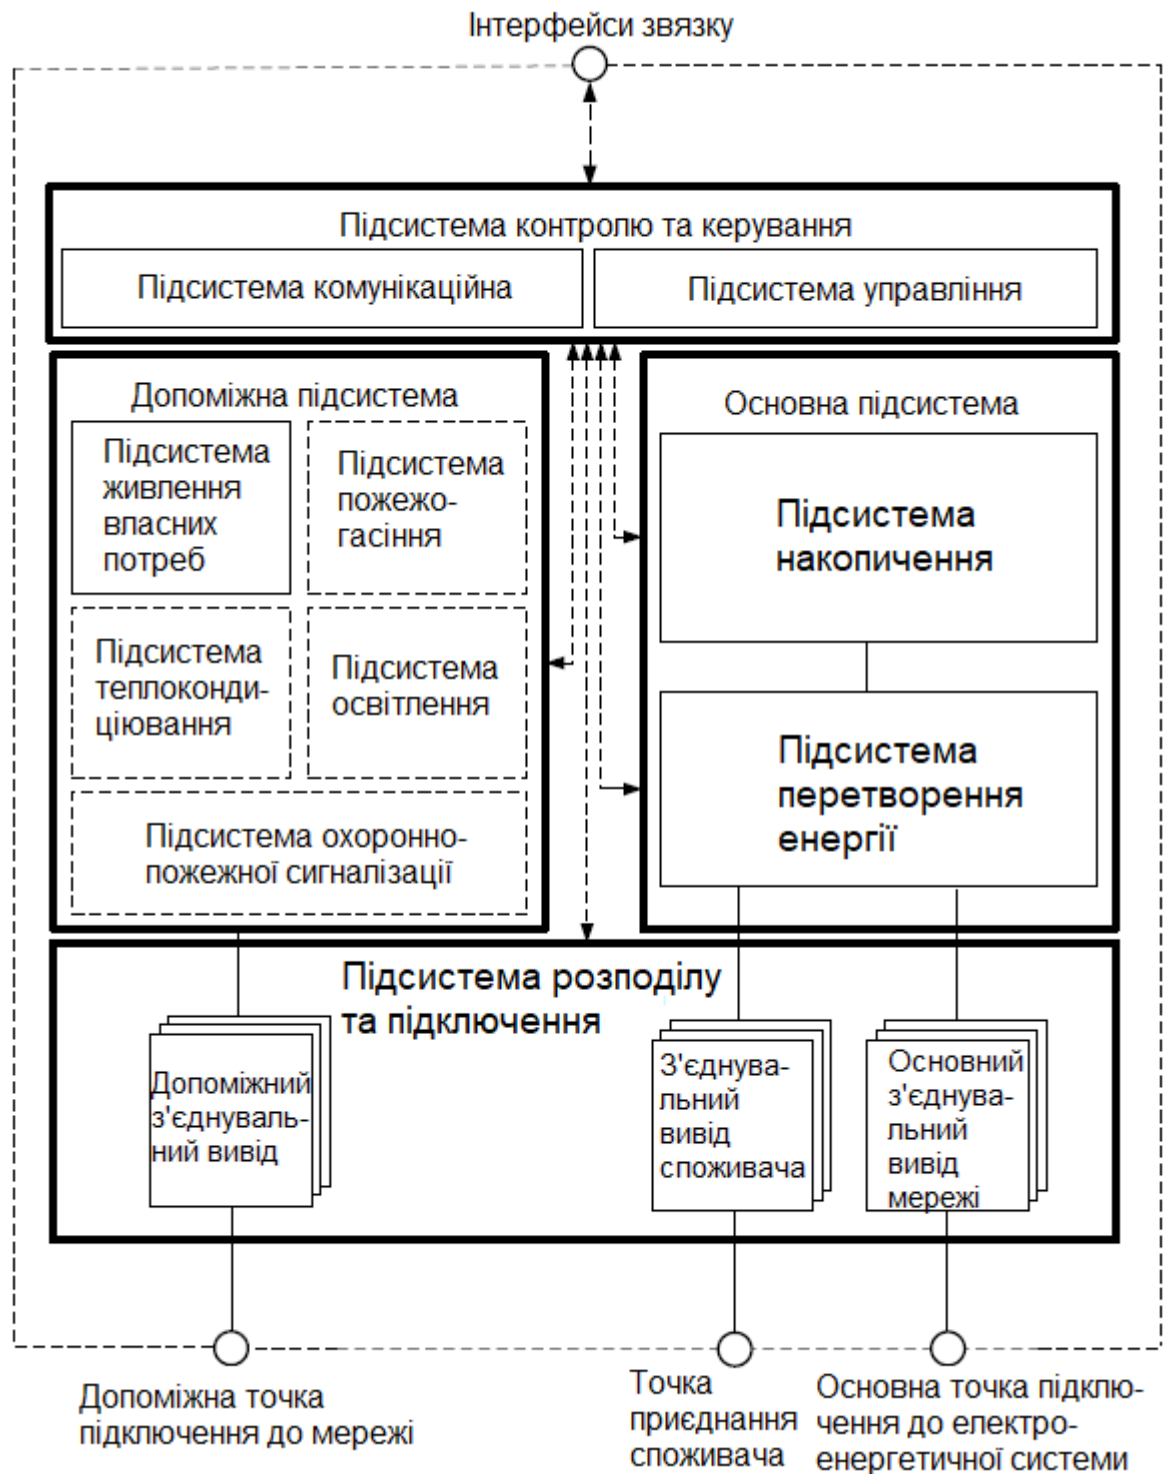 Інтерфейси звязку
Підсистема контролю та керування
Підсистема комунікаційна
Підсистема управління
Допоміжна підсистема
Підсистема
живлення
власних
потреб
Підсистема
пожежо-
гасіння
Підсистема
теплоконди-
ціювання
Підсистема
освітлення
Підсистема охоронно-
пожежної сигналізації
Основна підсистема
Підсистема
накопичення
Підсистема
перетворення
енергії
Підсистема розподілу
та підключення
Допоміжний
з'єднуваль-
ний вивід
З'єднува-
льний
вивід
споживача
Основний
з'єднува-
льний
вивід
мережі
Допоміжна точка
підключення до мережі
Точка
приєднання
споживача
Основна точка підклю-
чення до електро-
енергетичної системи